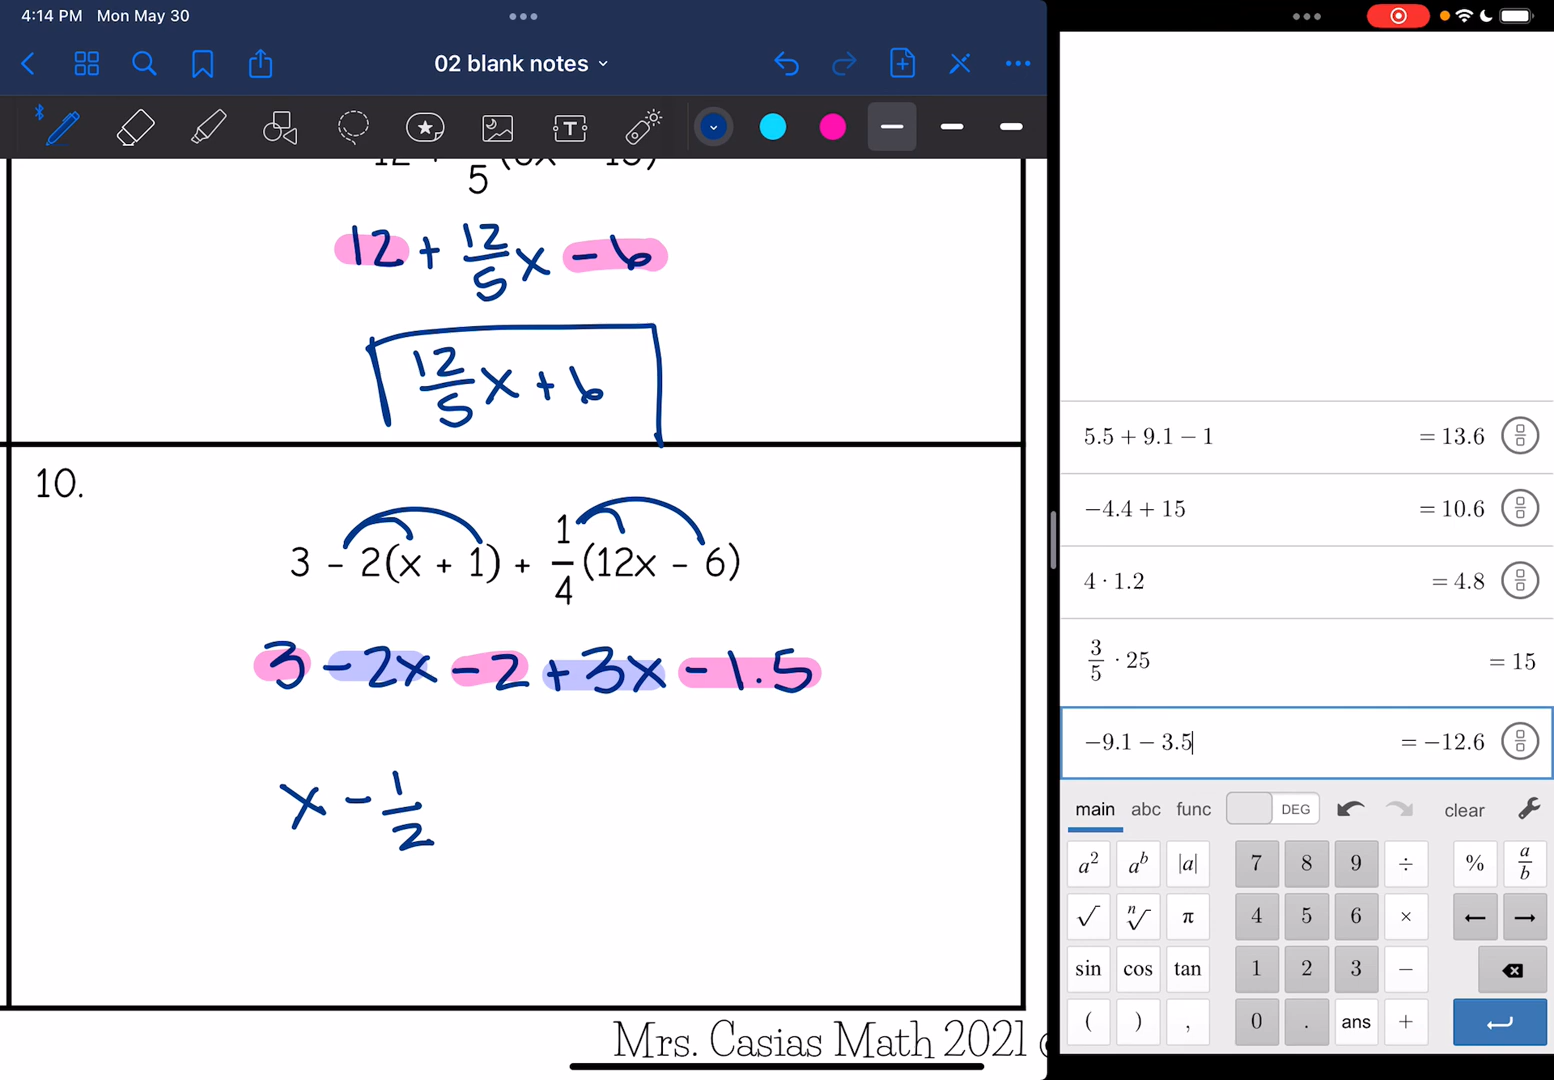 4:14 PM Mon May 30
02 blank notes
5
12 + 12/5 x - 6
12/5 x + 6
10.
3 - 2(x + 1) + 1/4 (12x - 6)
3 - 2x - 2 + 3x - 1.5
x - 1/2
Mrs. Casias Math 2021
5.5 + 9.1 − 1 = 13.6
−4.4 + 15 = 10.6
4 · 1.2 = 4.8
3/5 · 25 = 15
−9.1 − 3.5 = −12.6
main abc func DEG clear
a² aᵇ |a| 7 8 9 ÷ % a/b
√ ⁿ√ π 4 5 6 × ← →
sin cos tan 1 2 3 −
( ) , 0 . ans +